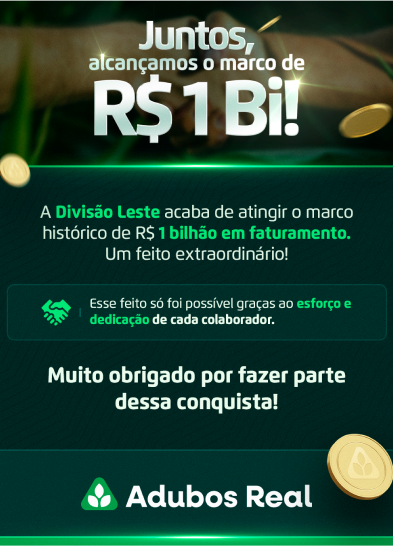 Juntos,
alcançamos o marco de
R$ 1 Bi!
A Divisão Leste acaba de atingir o marco
histórico de R$ 1 bilhão em faturamento.
Um feito extraordinário!
Esse feito só foi possível graças ao esforço e
dedicação de cada colaborador.
Muito obrigado por fazer parte
dessa conquista!
Adubos Real